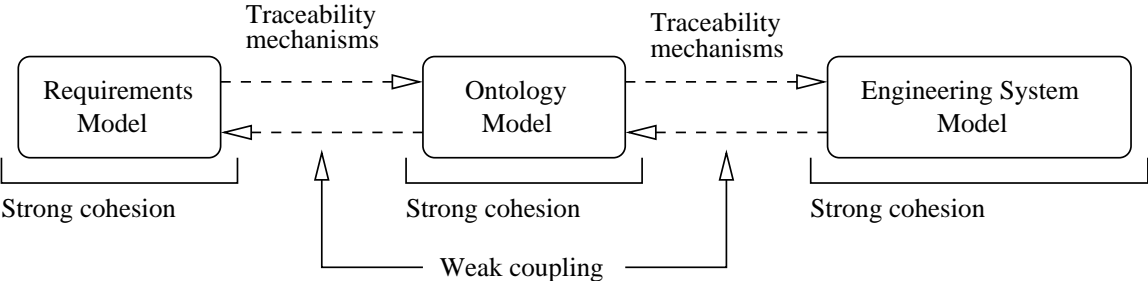 Traceability
mechanisms
Traceability
mechanisms
Requirements
Model
Ontology
Model
Engineering System
Model
Strong cohesion
Strong cohesion
Strong cohesion
Weak coupling